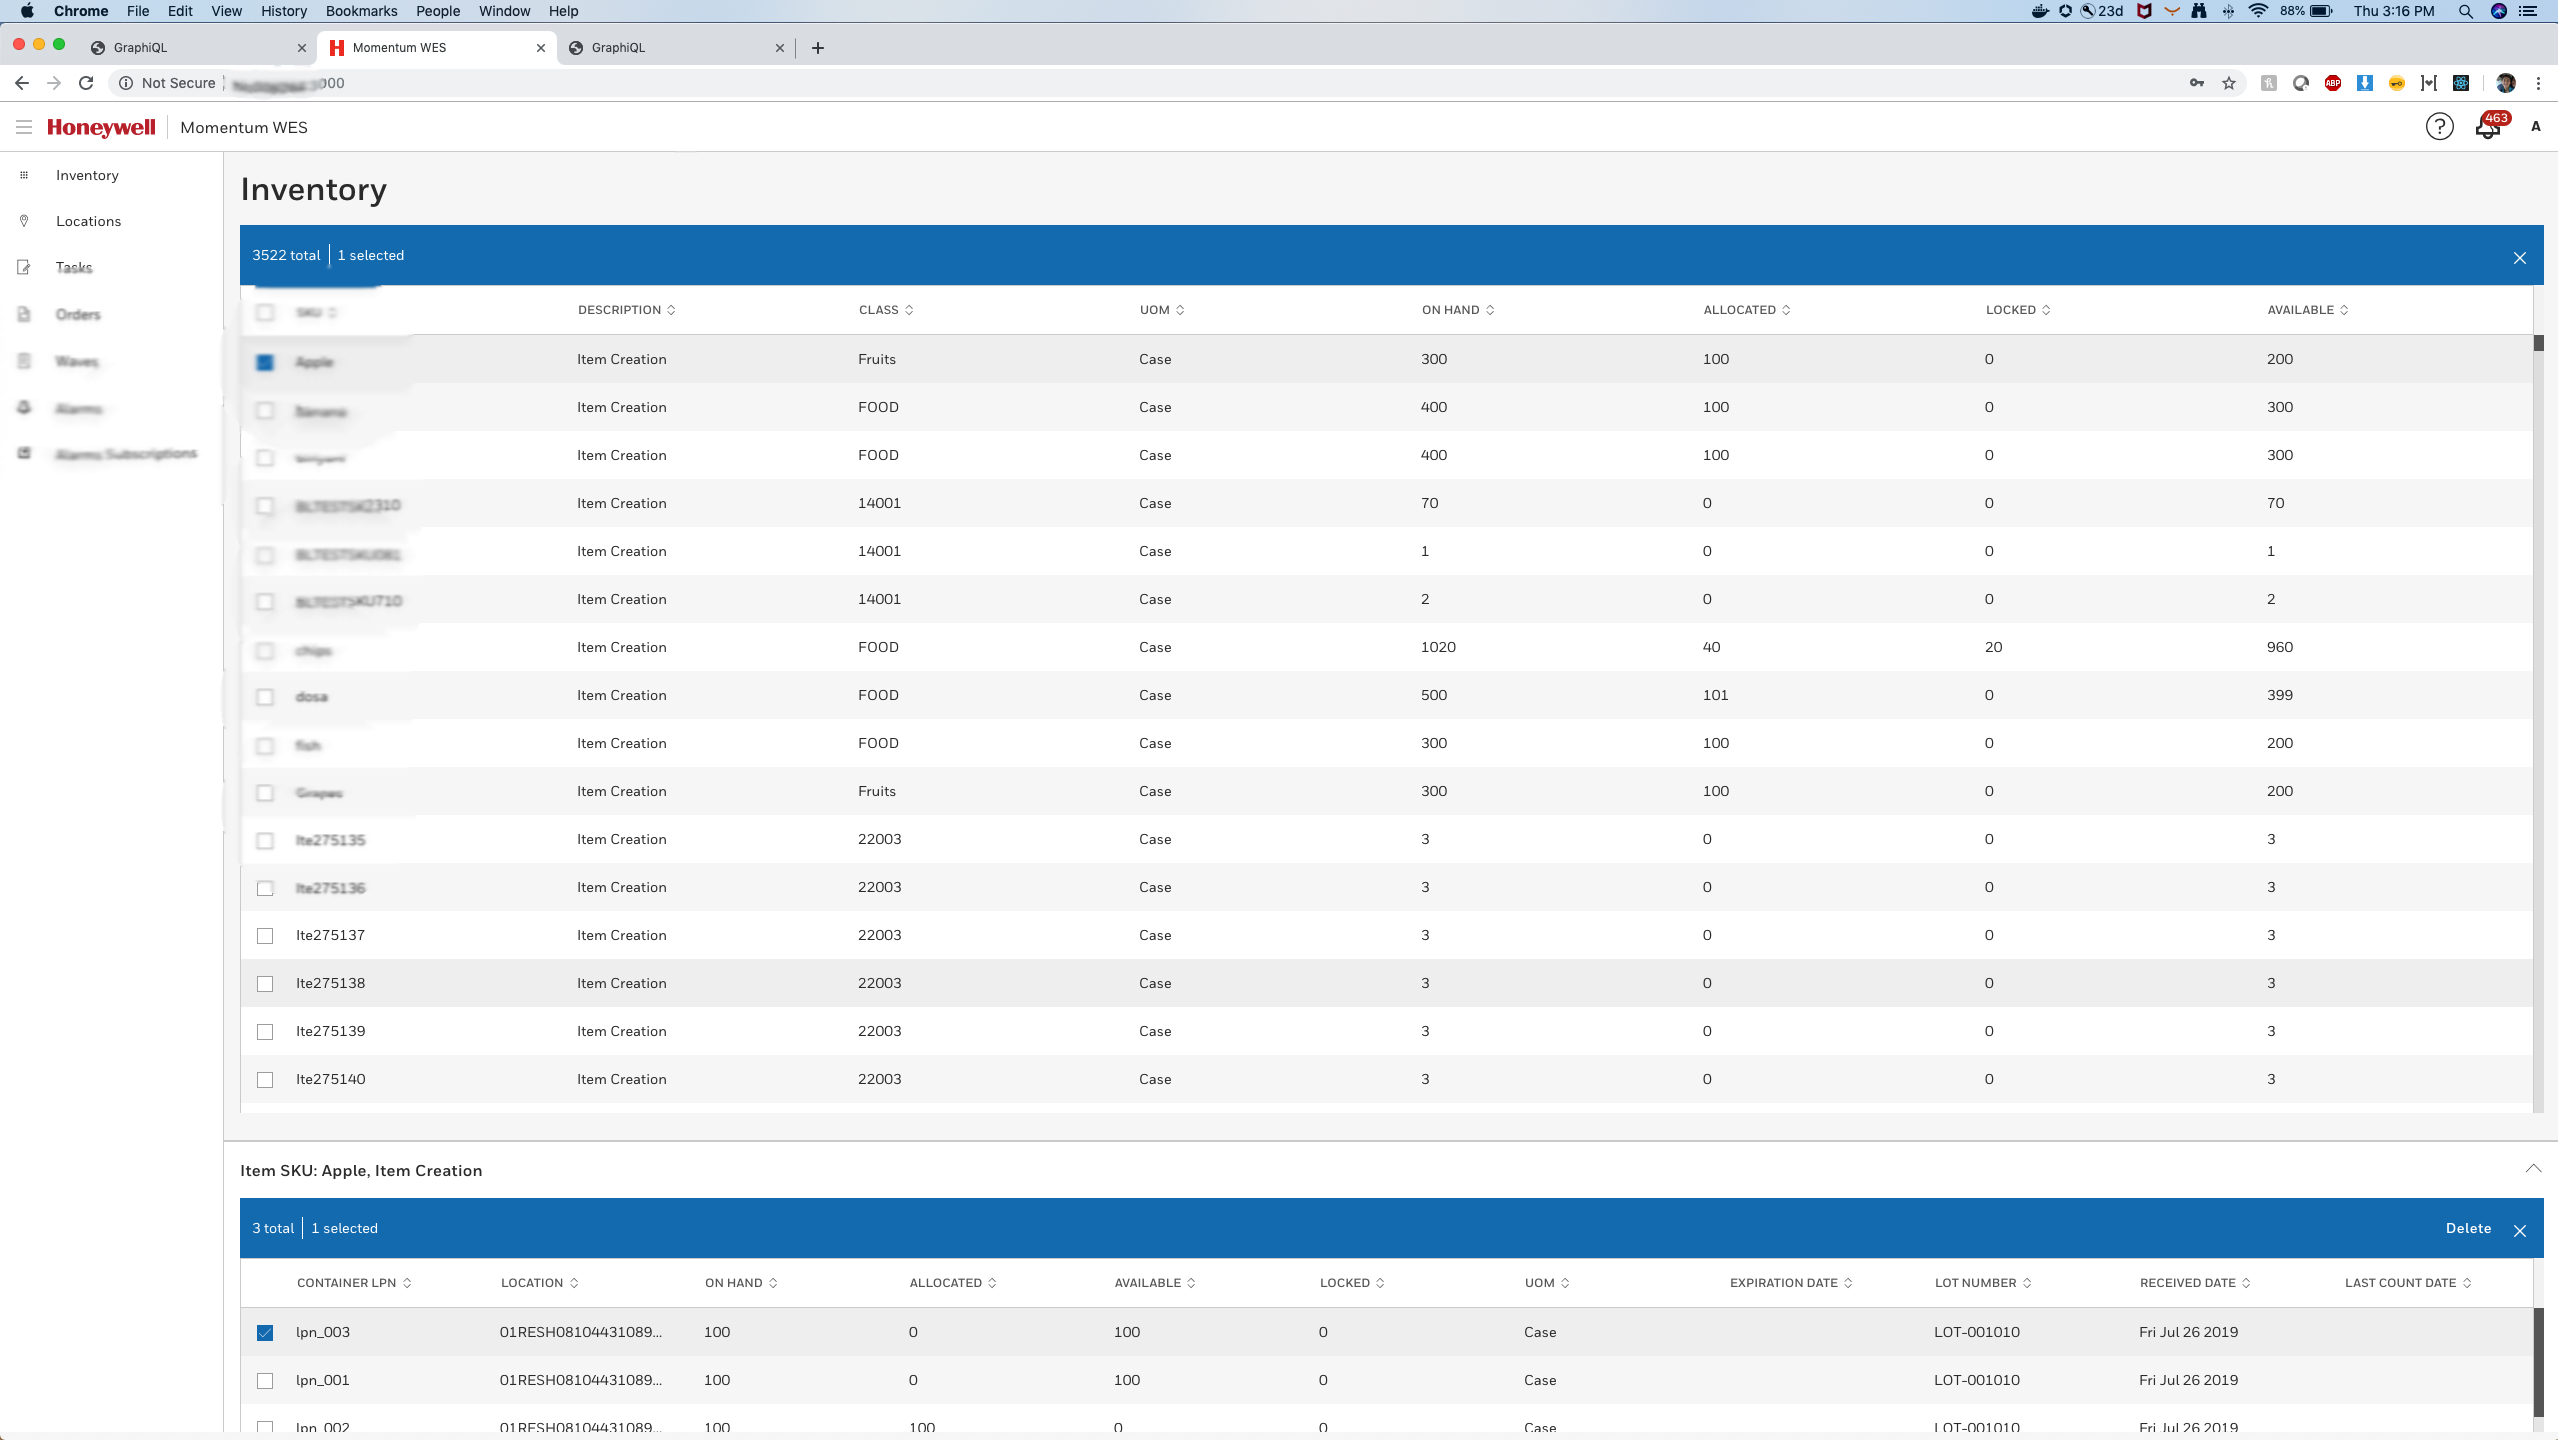 Chrome File Edit View History Bookmarks People Window Help 23d 88% Thu 3:16 PM
GraphiQL Momentum WES GraphiQL
Not Secure
ABP
Honeywell Momentum WES 463 A
Inventory
Locations
Tasks
Orders
Waves
Alarms
Alarms Subscriptions
Inventory
3522 total 1 selected
SKU DESCRIPTION CLASS UOM ON HAND ALLOCATED LOCKED AVAILABLE
Apple Item Creation Fruits Case 300 100 0 200
Banana Item Creation FOOD Case 400 100 0 300
Item Creation FOOD Case 400 100 0 300
Item Creation 14001 Case 70 0 0 70
Item Creation 14001 Case 1 0 0 1
BLTESTSKU710 Item Creation 14001 Case 2 0 0 2
chips Item Creation FOOD Case 1020 40 20 960
dosa Item Creation FOOD Case 500 101 0 399
fish Item Creation FOOD Case 300 100 0 200
Grapes Item Creation Fruits Case 300 100 0 200
Ite275135 Item Creation 22003 Case 3 0 0 3
Ite275136 Item Creation 22003 Case 3 0 0 3
Ite275137 Item Creation 22003 Case 3 0 0 3
Ite275138 Item Creation 22003 Case 3 0 0 3
Ite275139 Item Creation 22003 Case 3 0 0 3
Ite275140 Item Creation 22003 Case 3 0 0 3
Item SKU: Apple, Item Creation
3 total 1 selected Delete
CONTAINER LPN LOCATION ON HAND ALLOCATED AVAILABLE LOCKED UOM EXPIRATION DATE LOT NUMBER RECEIVED DATE LAST COUNT DATE
lpn_003 01RESH08104431089... 100 0 100 0 Case LOT-001010 Fri Jul 26 2019
lpn_001 01RESH08104431089... 100 0 100 0 Case LOT-001010 Fri Jul 26 2019
lpn_002 01RESH08104431089... 100 100 0 0 Case LOT-001010 Fri Jul 26 2019